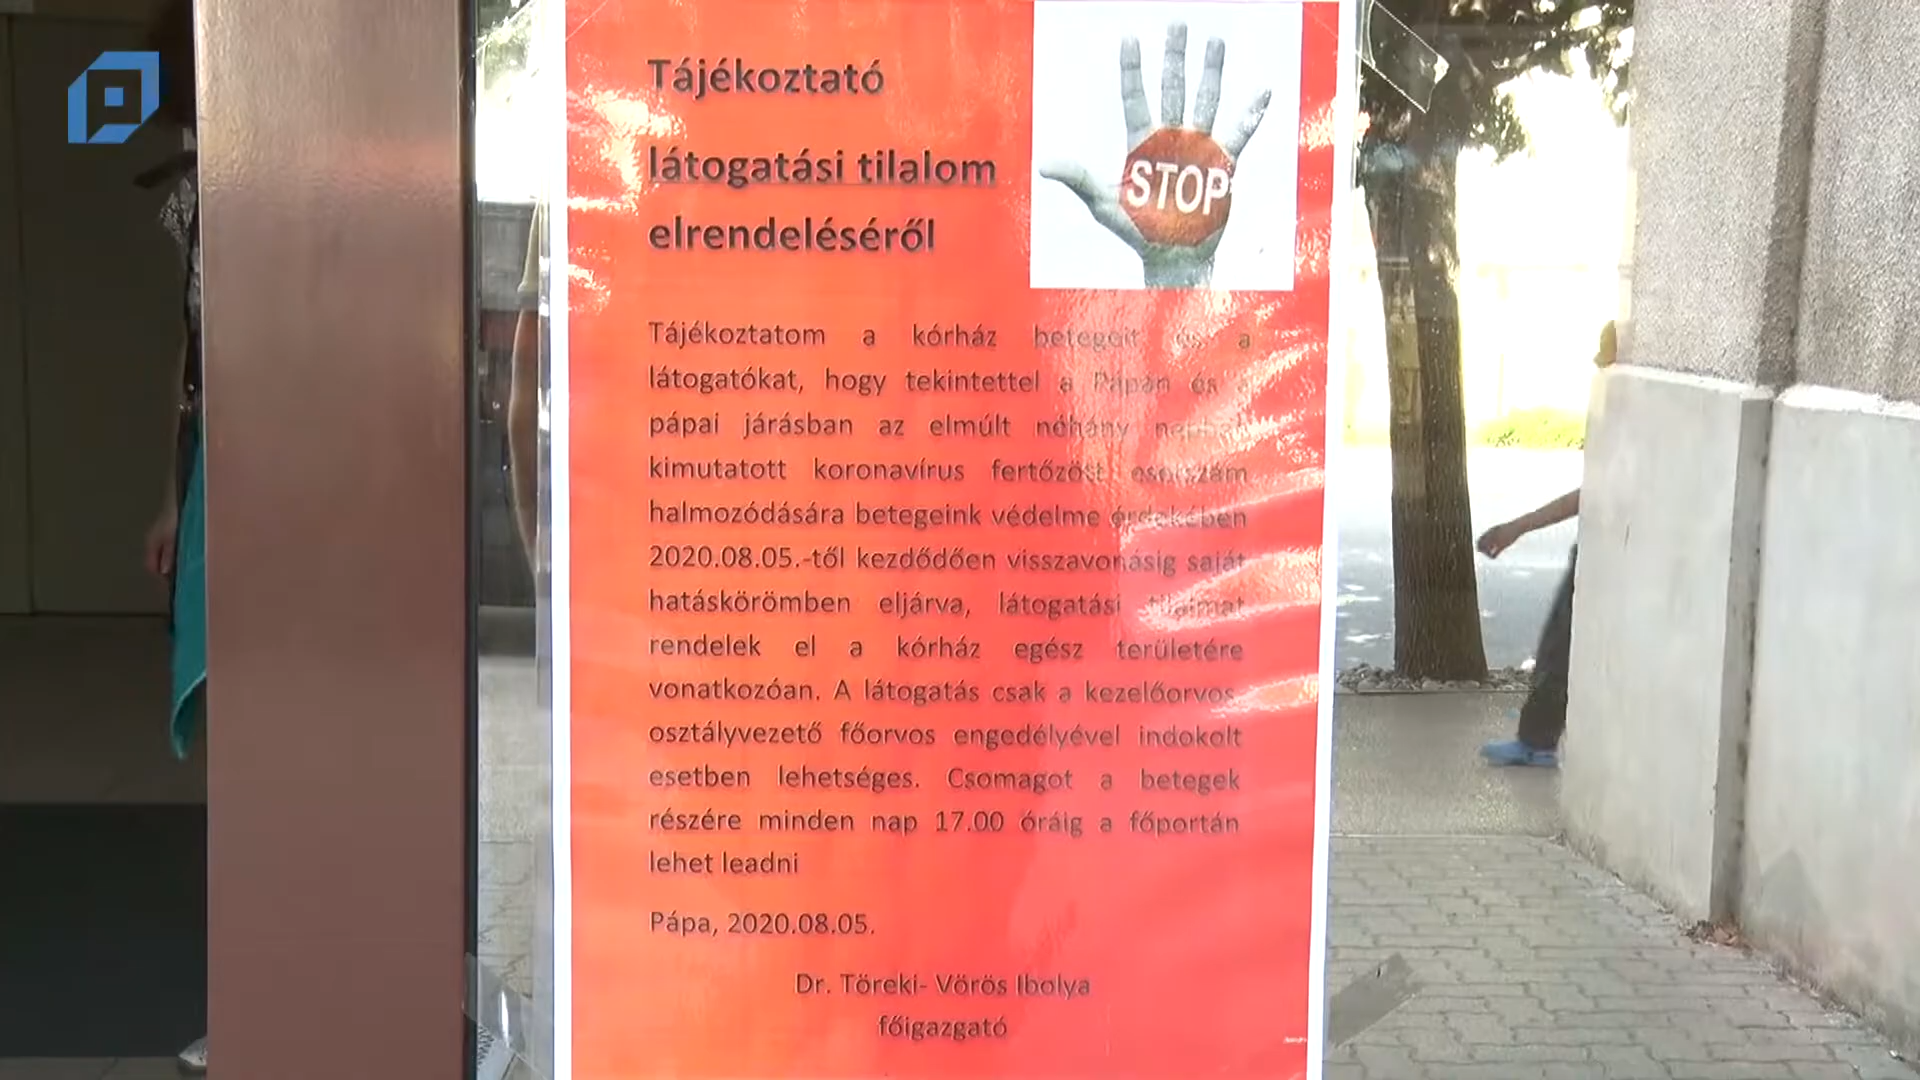 Tájékoztató
látogatási tilalom
elrendeléséről
STOP
Tájékoztatom a kórház betegeit és a
látogatókat, hogy tekintettel a Pápán és a
pápai járásban az elmúlt néhány
kimutatott koronavírus fertőzött esetszám
halmozódására betegeink védelme érdekében
2020.08.05.-től kezdődően visszavonásig saját
hatáskörömben eljárva, látogatási tilalmat
rendelek el a kórház egész területére
vonatkozóan. A látogatás csak a kezelőorvos
osztályvezető főorvos engedélyével indokolt
esetben lehetséges. Csomagot a betegek
részére minden nap 17.00 óráig a főportán
lehet leadni
Pápa, 2020.08.05.
Dr. Töreki- Vörös Ibolya
főigazgató